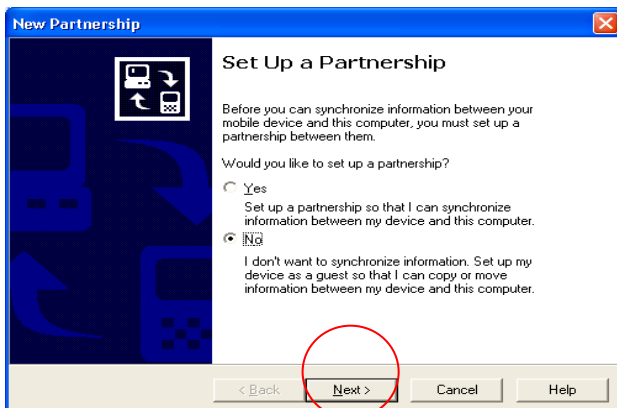 New Partnership
Set Up a Partnership
Before you can synchronize information between your
mobile device and this computer, you must set up a
partnership between them.
Would you like to set up a partnership?
Yes
Set up a partnership so that I can synchronize
information between my device and this computer.
No
I don't want to synchronize information. Set up my
device as a guest so that I can copy or move
information between my device and this computer.
< Back Next > Cancel Help